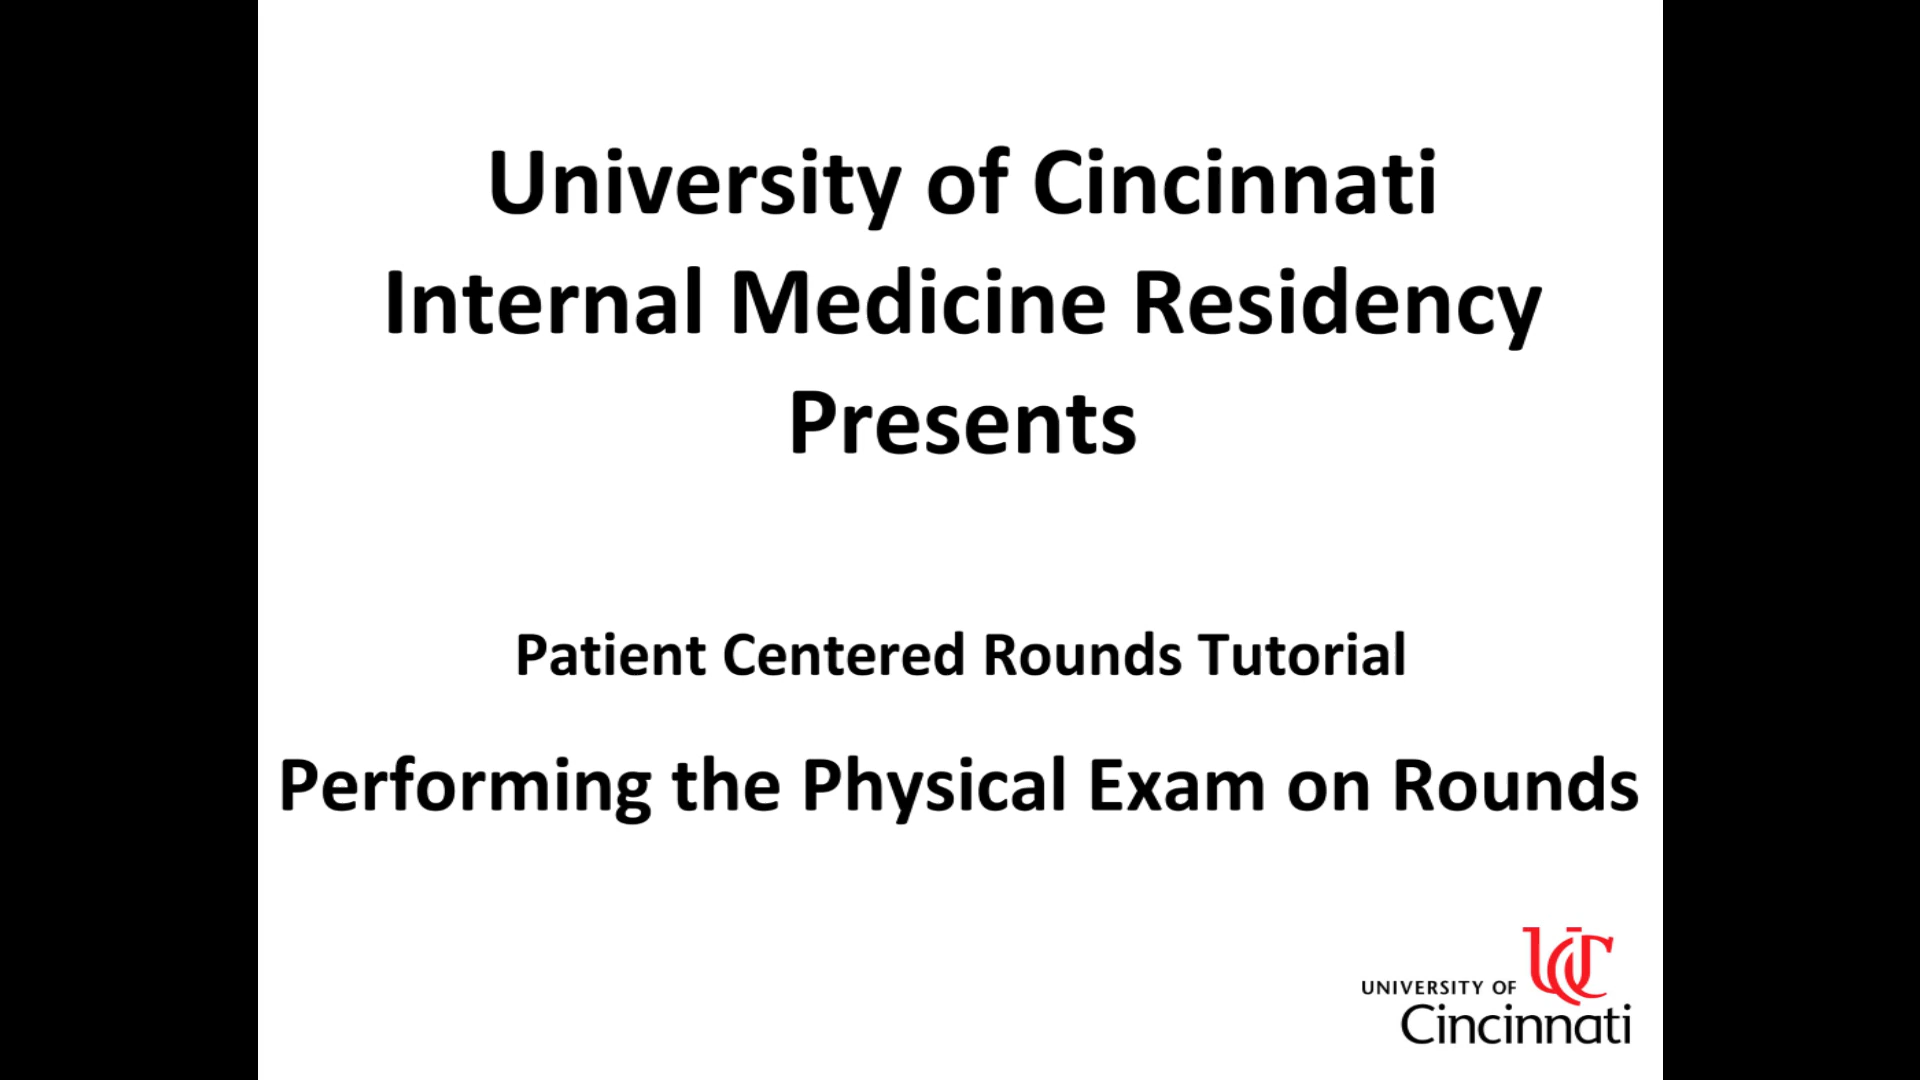 University of Cincinnati
Internal Medicine Residency
Presents
Patient Centered Rounds Tutorial
Performing the Physical Exam on Rounds
UC
UNIVERSITY OF
Cincinnati